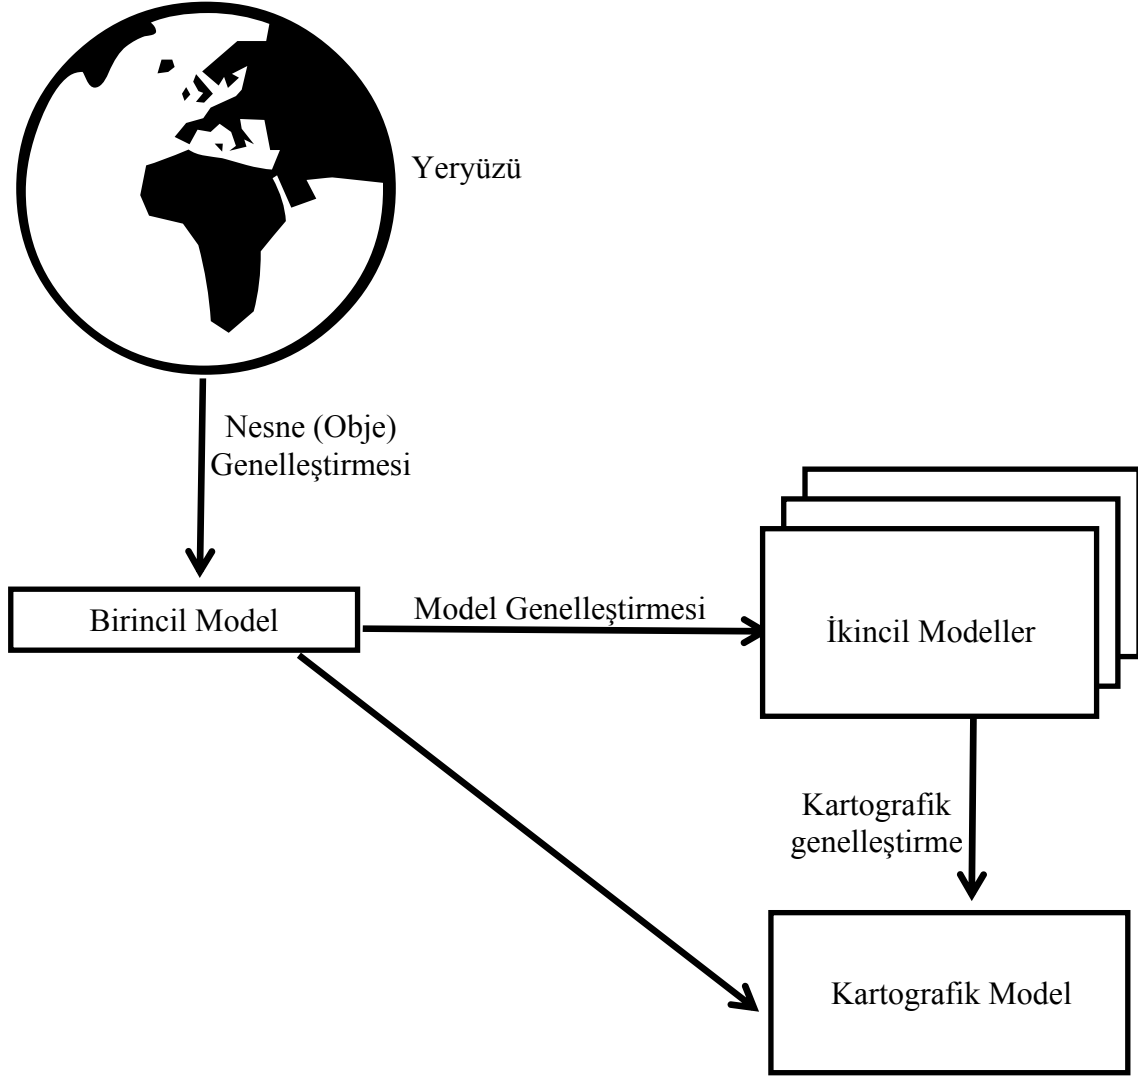 Yeryüzü
Nesne (Obje)
Genelleştirmesi
Birincil Model
Model Genelleştirmesi
İkincil Modeller
Kartografik
genelleştirme
Kartografik Model